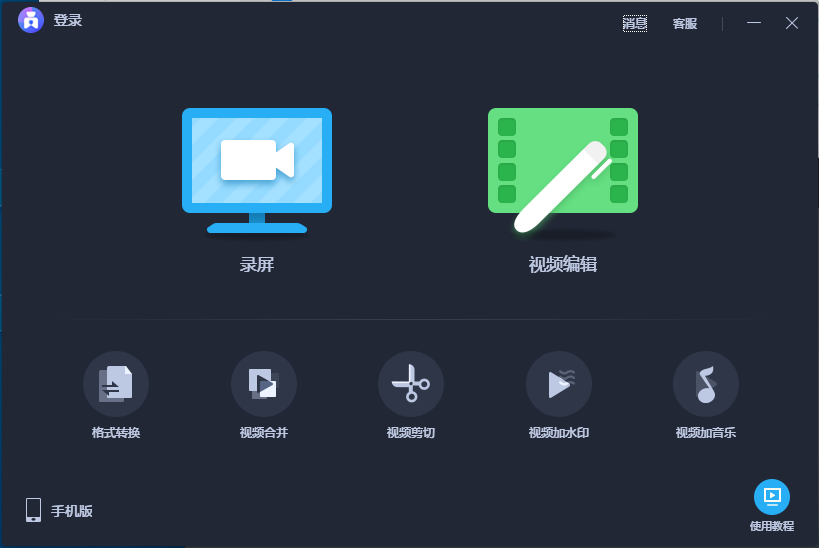 登录
消息
客服
录屏
视频编辑
格式转换
视频合并
视频剪切
视频加水印
视频加音乐
手机版
使用教程